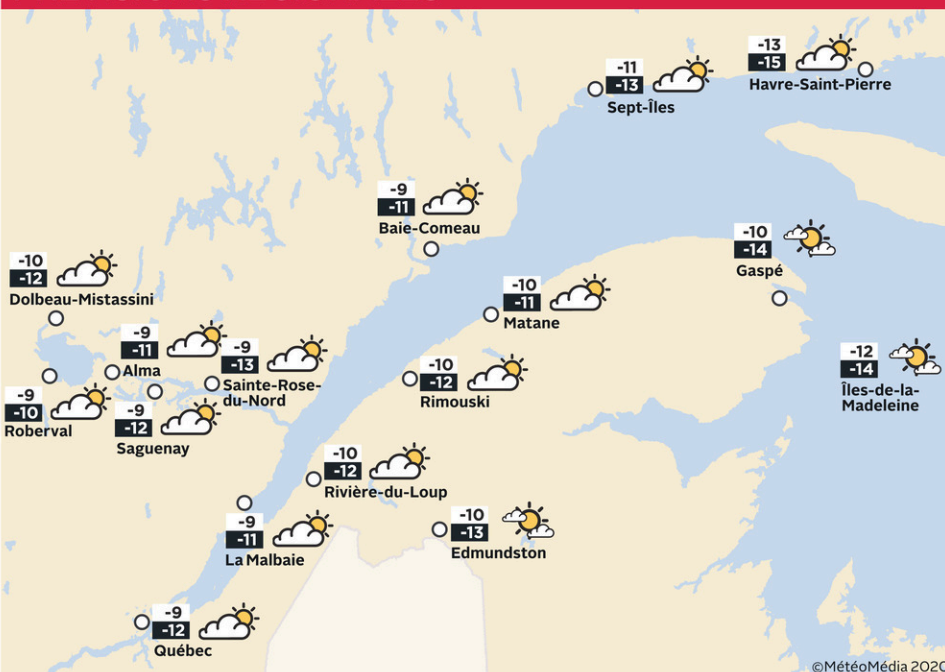 -13
-15
Havre-Saint-Pierre
-11
-13
Sept-Îles
-9
-11
Baie-Comeau
-10
-14
Gaspé
-10
-12
Dolbeau-Mistassini
-10
-11
Matane
-9
-11
Alma
-9
-13
Sainte-Rose-
du-Nord
-12
-14
Îles-de-la-
Madeleine
-10
-12
Rimouski
-9
-10
Roberval
-9
-12
Saguenay
-10
-12
Rivière-du-Loup
-9
-11
La Malbaie
-10
-13
Edmundston
-9
-12
Québec
©MétéoMédia 2020